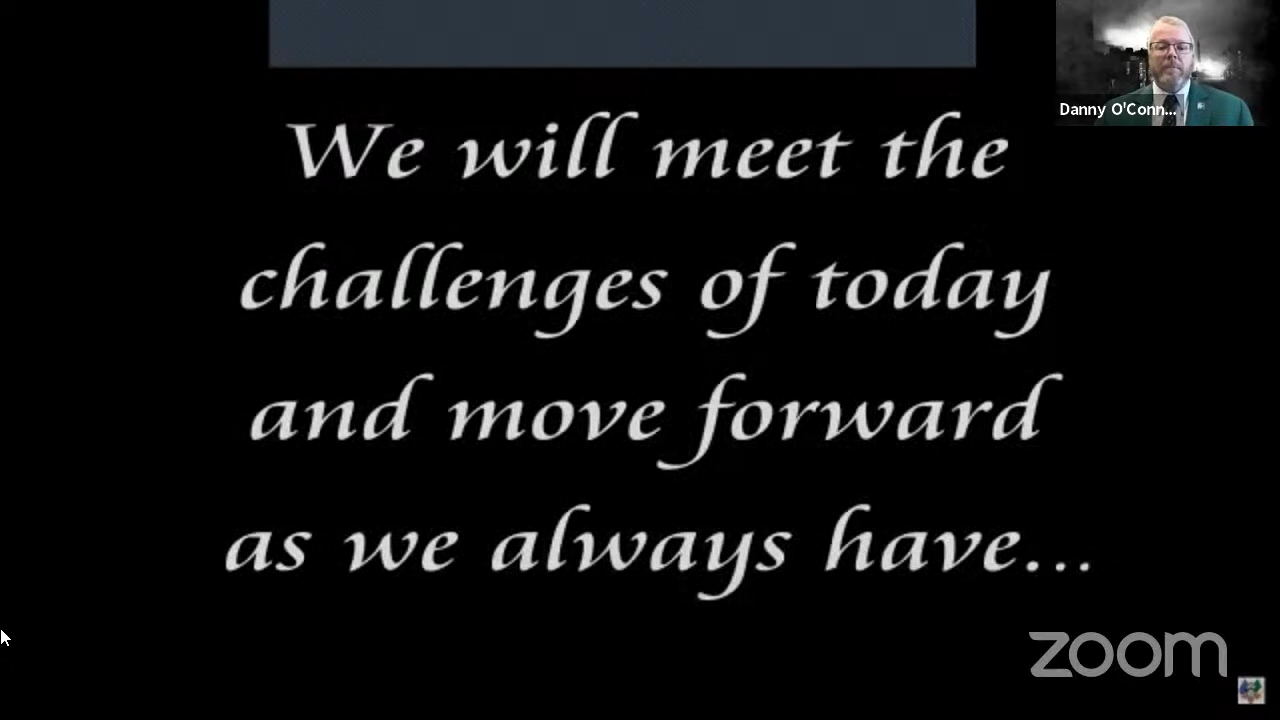 Danny O'Conn...
We will meet the
challenges of today
and move forward
as we always have...
zoom